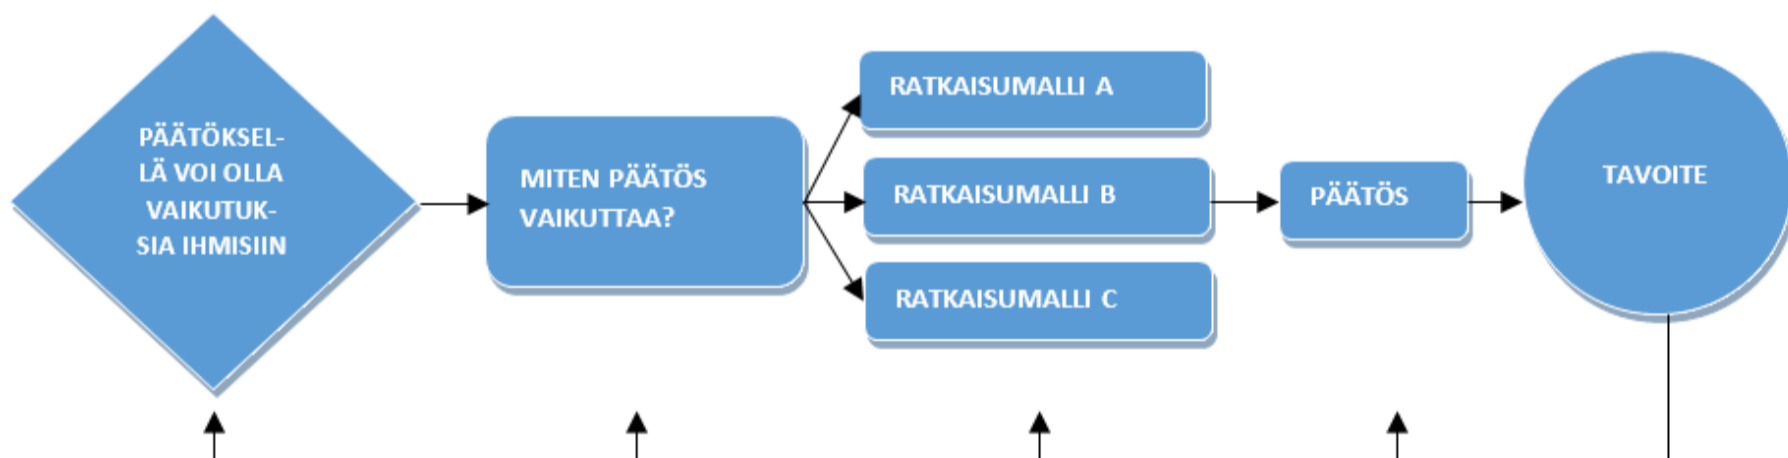 PÄÄTÖKSEL-
LÄ VOI OLLA
VAIKUTUK-
SIA IHMISIIN
MITEN PÄÄTÖS
VAIKUTTAA?
RATKAISUMALLI A
RATKAISUMALLI B
RATKAISUMALLI C
PÄÄTÖS
TAVOITE